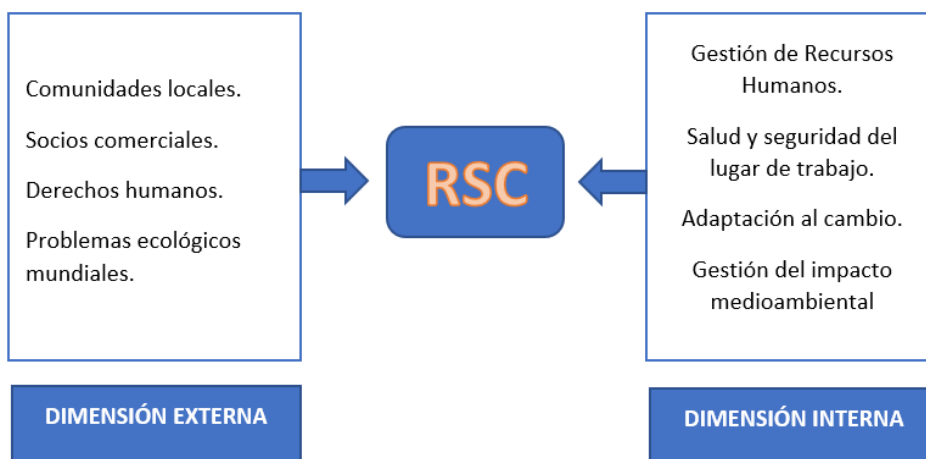 Comunidades locales.
Socios comerciales.
Derechos humanos.
Problemas ecológicos
mundiales.
DIMENSIÓN EXTERNA
RSC
Gestión de Recursos
Humanos.
Salud y seguridad del
lugar de trabajo.
Adaptación al cambio.
Gestión del impacto
medioambiental
DIMENSIÓN INTERNA